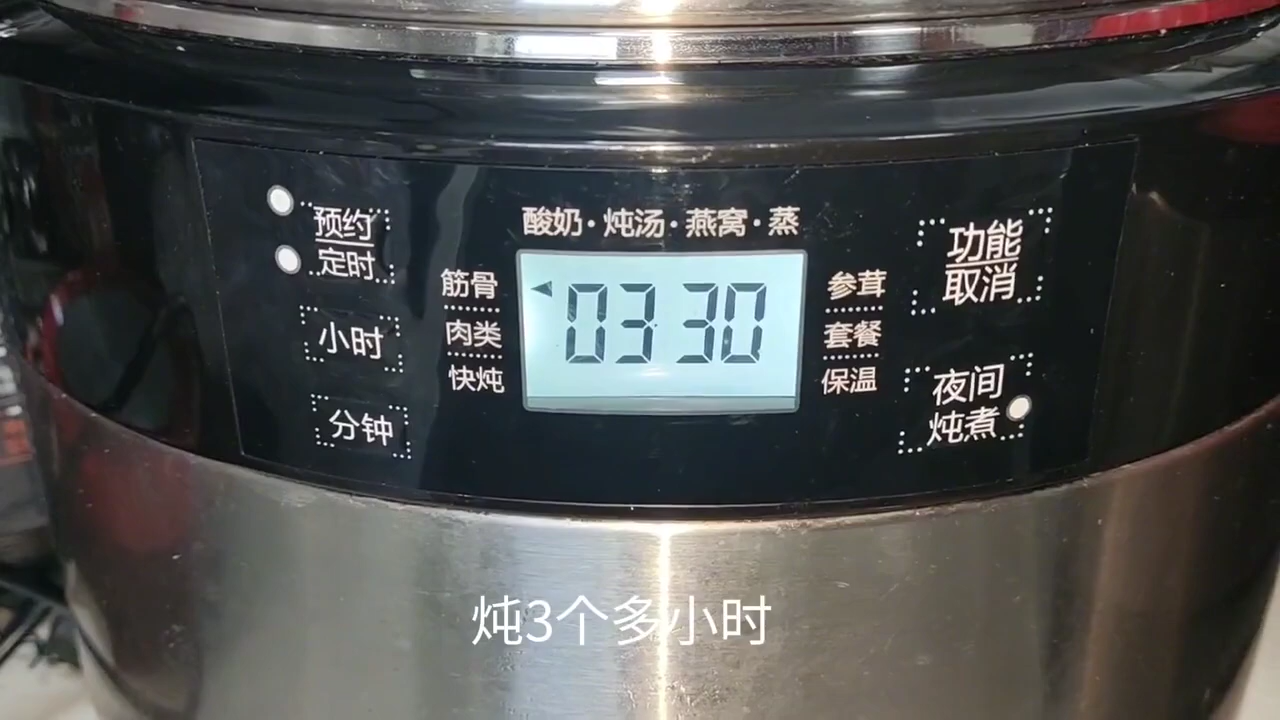 酸奶·炖汤·燕窝·蒸
预约
定时
小时
分钟
筋骨
肉类
快炖
03 30
参茸
套餐
保温
功能
取消
夜间
炖煮
炖3个多小时